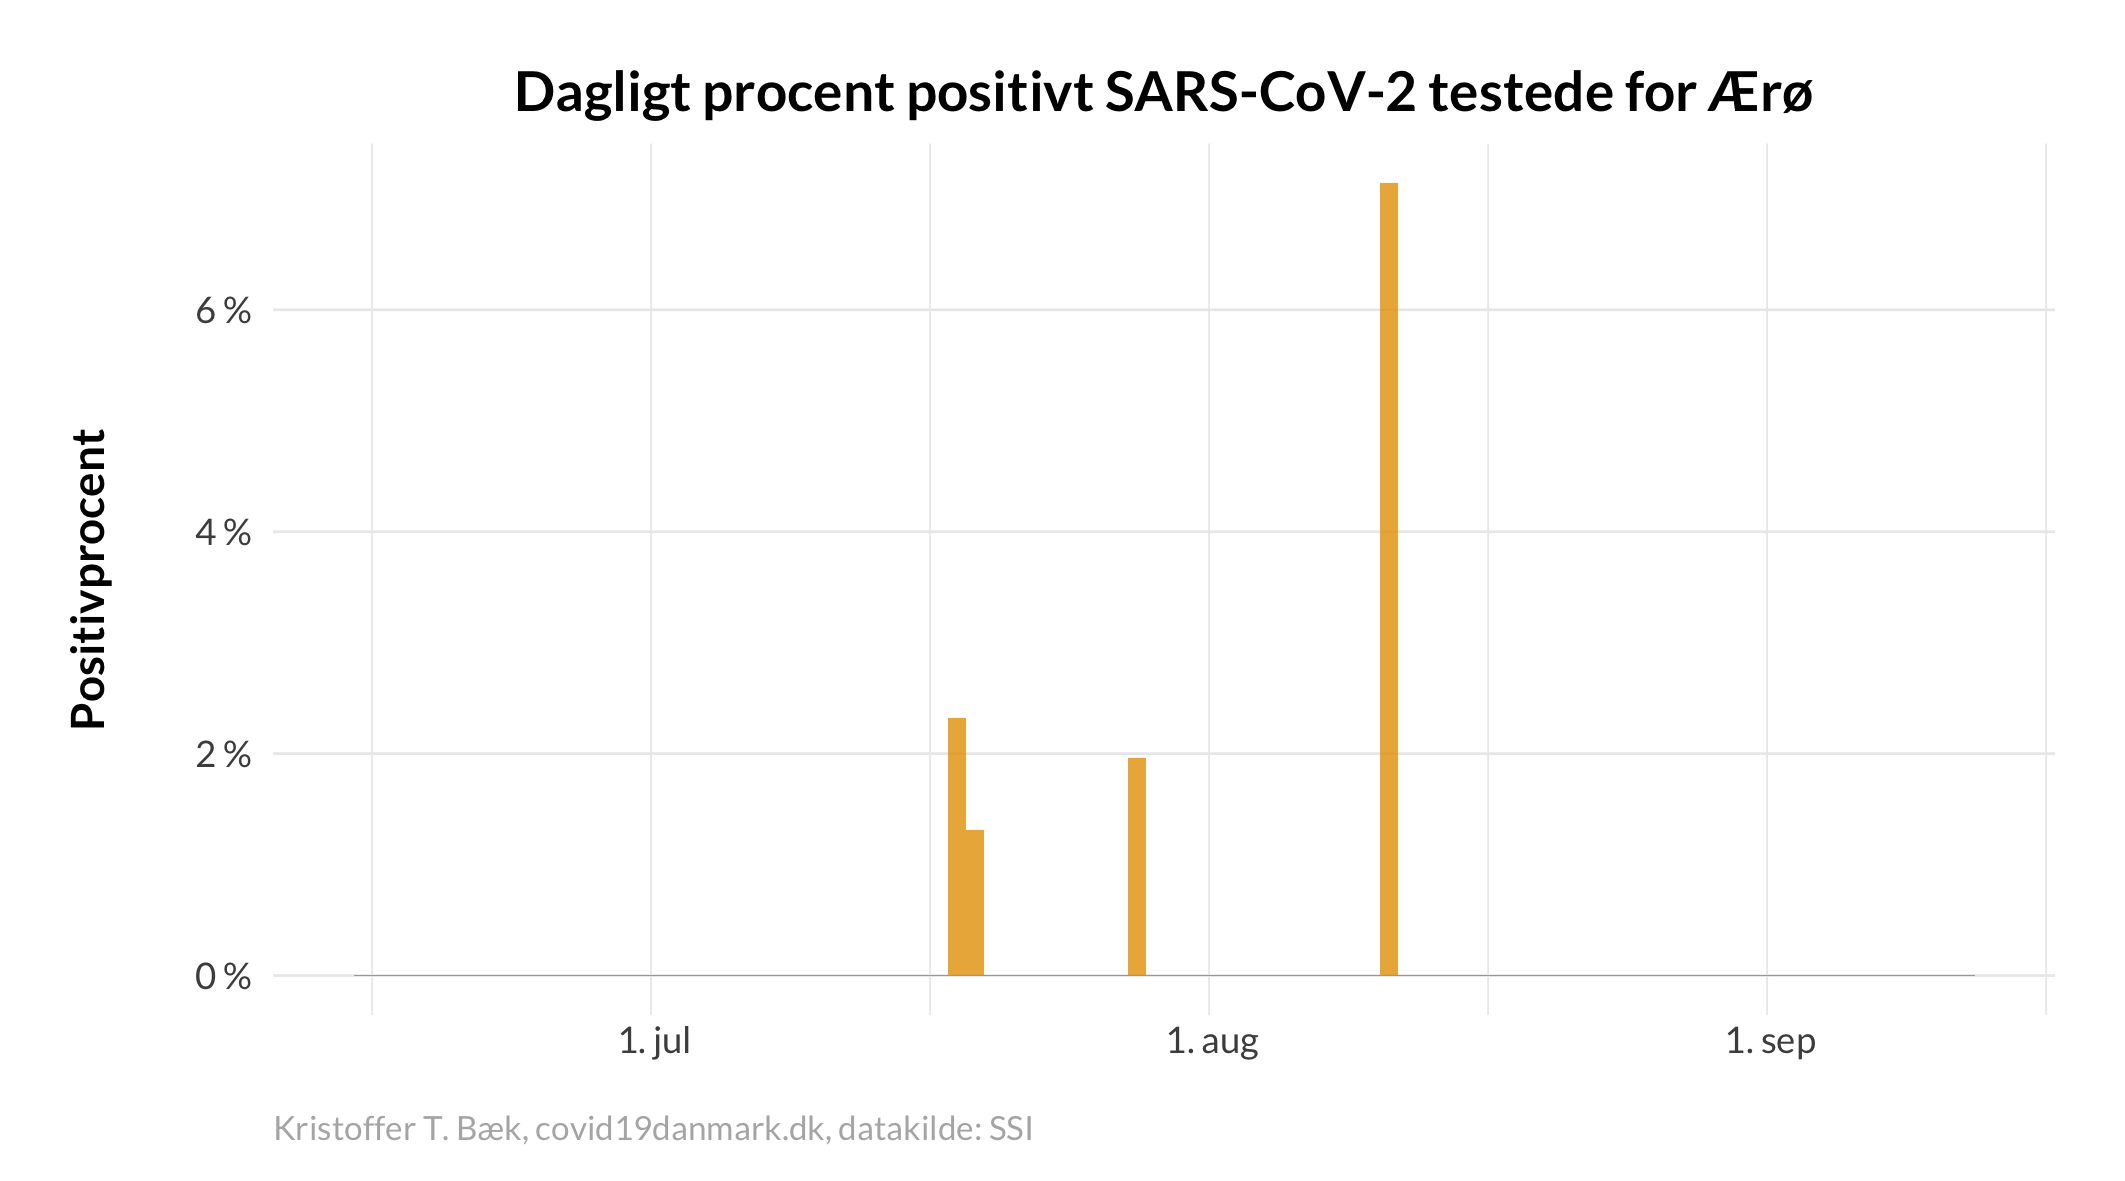 Dagligt procent positivt SARS-CoV-2 testede for Ærø
Positivprocent
6 %
4 %
2 %
0 %
1. jul
1. aug
1. sep
Kristoffer T. Bæk, covid19danmark.dk, datakilde: SSI